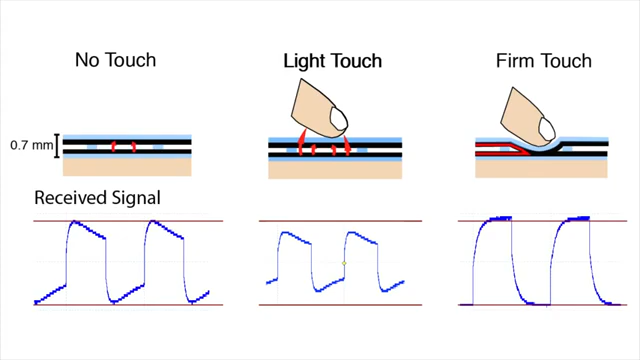 No Touch
Light Touch
Firm Touch
0.7 mm
Received Signal